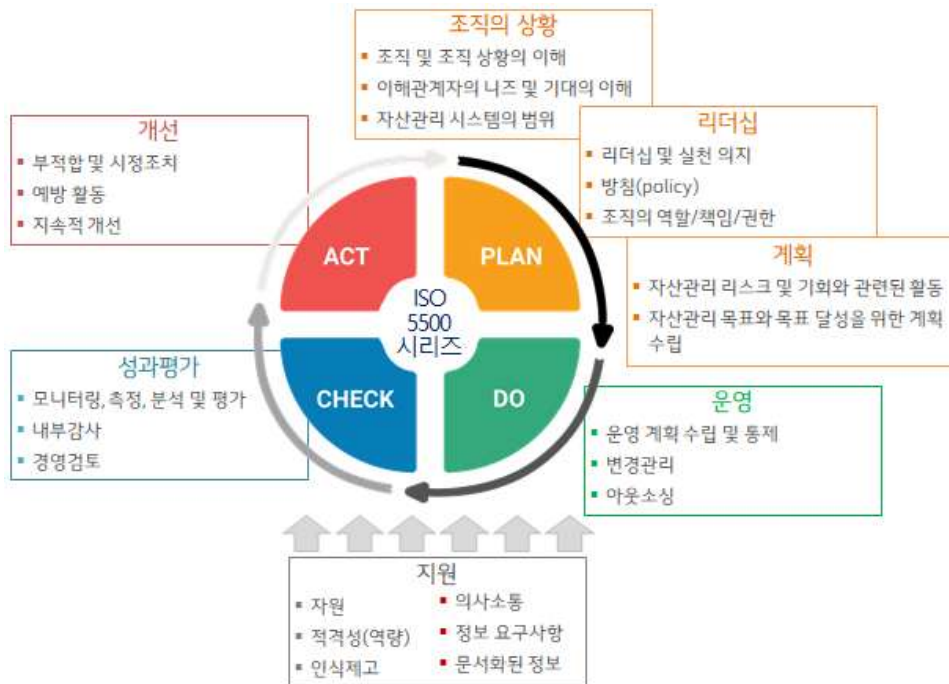 조직의 상황
▪ 조직 및 조직 상황의 이해
▪ 이해관계자의 니즈 및 기대의 이해
▪ 자산관리 시스템의 범위
리더십
▪ 리더십 및 실천 의지
▪ 방침(policy)
▪ 조직의 역할/책임/권한
계획
▪ 자산관리 리스크 및 기회와 관련된 활동
▪ 자산관리 목표와 목표 달성을 위한 계획
수립
개선
▪ 부적합 및 시정조치
▪ 예방 활동
▪ 지속적 개선
ACT
PLAN
ISO
5500
시리즈
CHECK
DO
성과평가
▪ 모니터링, 측정, 분석 및 평가
▪ 내부감사
▪ 경영검토
운영
▪ 운영 계획 수립 및 통제
▪ 변경관리
▪ 아웃소싱
지원
▪ 자원
▪ 적격성(역량)
▪ 인식제고
▪ 의사소통
▪ 정보 요구사항
▪ 문서화된 정보